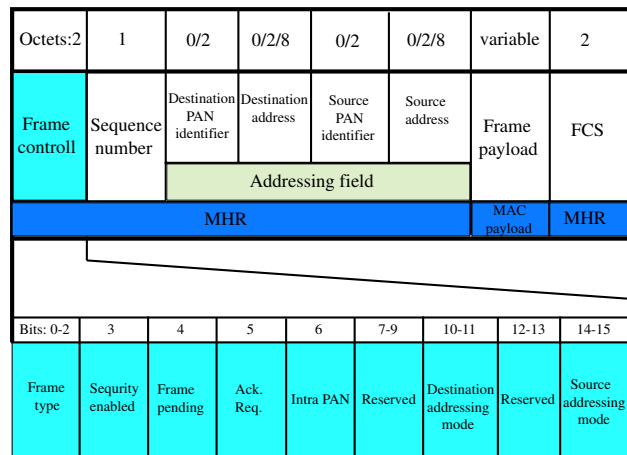 Octets:2 1 0/2 0/2/8 0/2 0/2/8 variable 2
Frame
controll
Sequence
number
Destination
PAN
identifier
Destination
address
Source
PAN
identifier
Source
address
Frame
payload
FCS
Addressing field
MHR
MAC
payload
MHR
Bits: 0-2 3 4 5 6 7-9 10-11 12-13 14-15
Frame
type
Sequrity
enabled
Frame
pending
Ack.
Req.
Intra PAN
Reserved
Destination
addressing
mode
Reserved
Source
addressing
mode